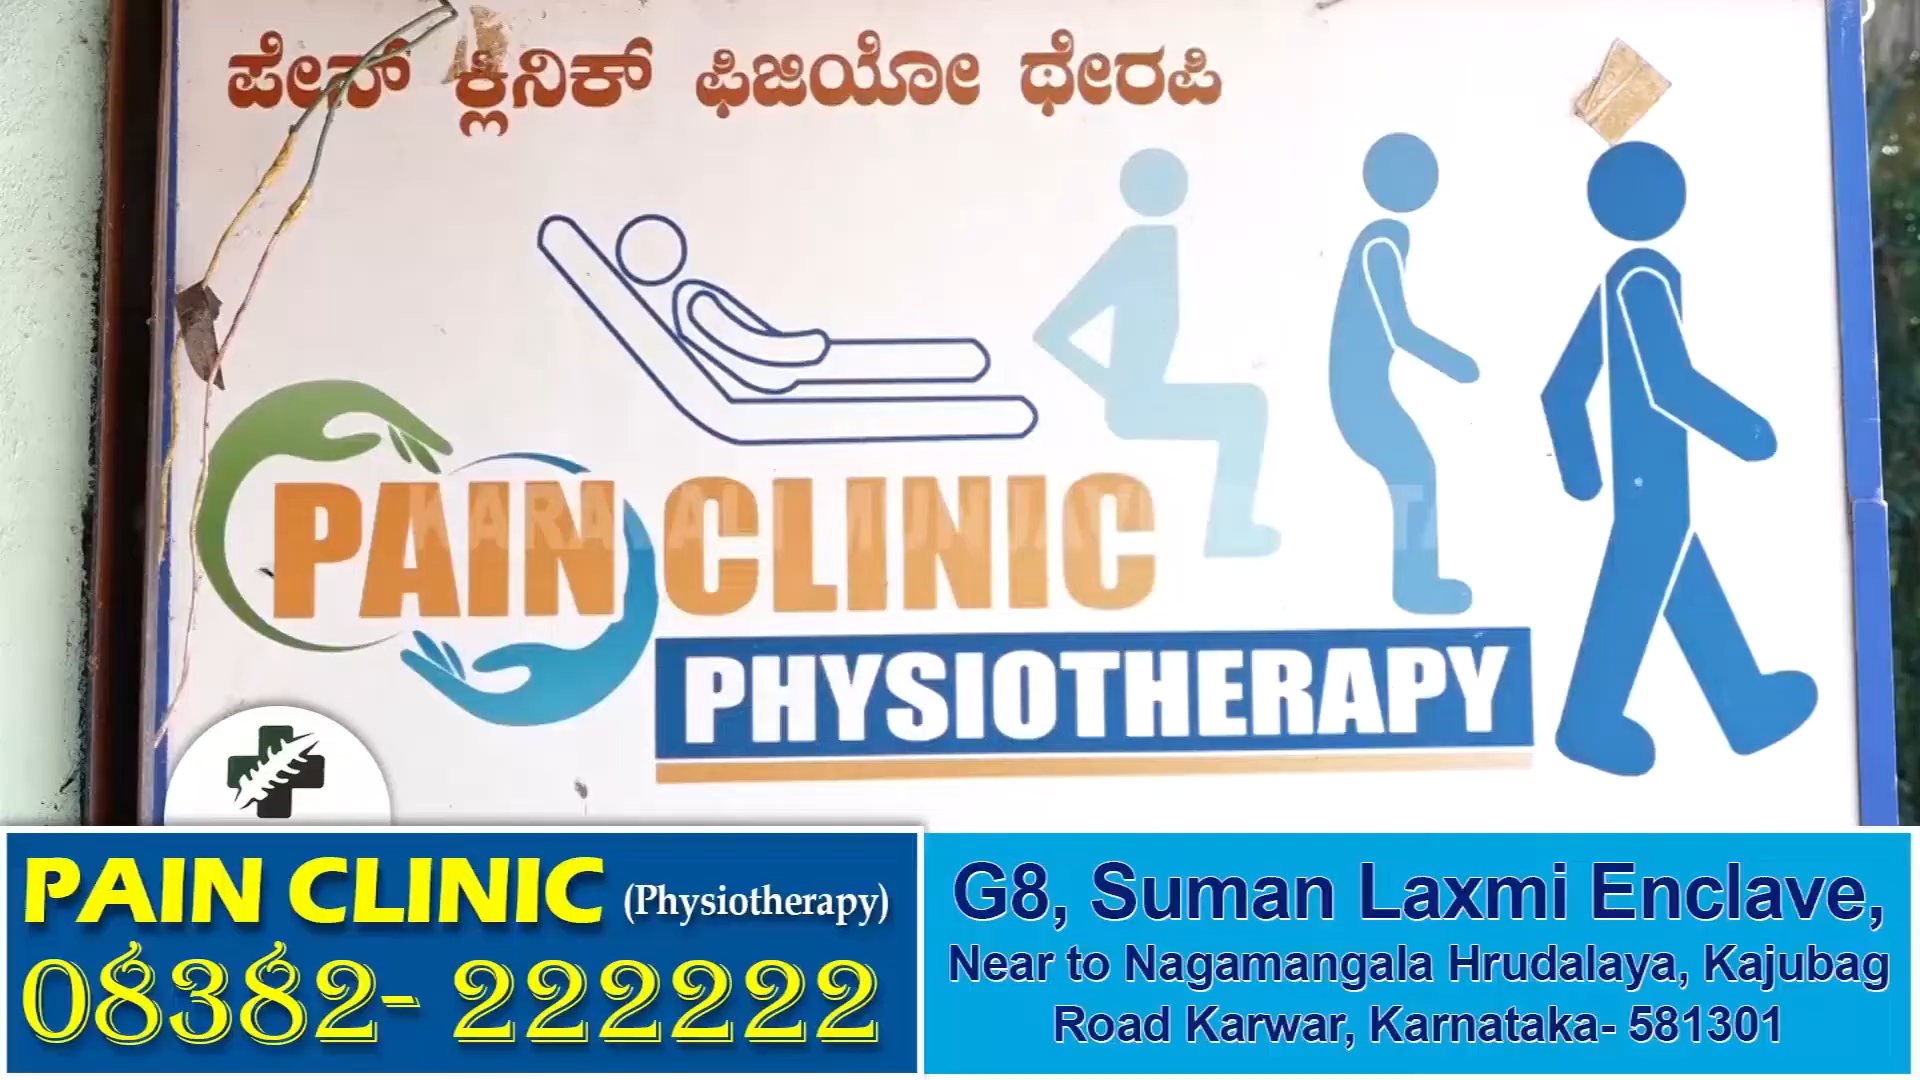 ಪೇನ್ ಕ್ಲಿನಿಕ್ ಫಿಜಿಯೋ ಥೇರಪಿ
PAIN CLINIC
PHYSIOTHERAPY
PAIN CLINIC (Physiotherapy)
08382- 222222
G8, Suman Laxmi Enclave,
Near to Nagamangala Hrudalaya, Kajubag
Road Karwar, Karnataka- 581301